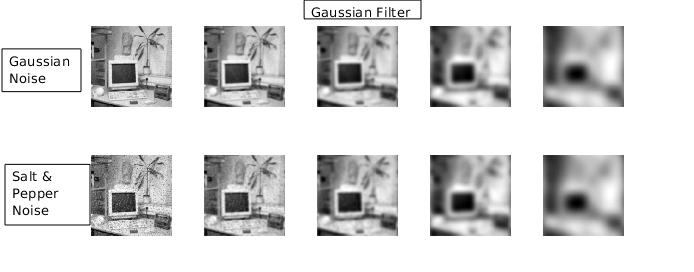 Gaussian Filter
Gaussian
Noise
Salt &
Pepper
Noise